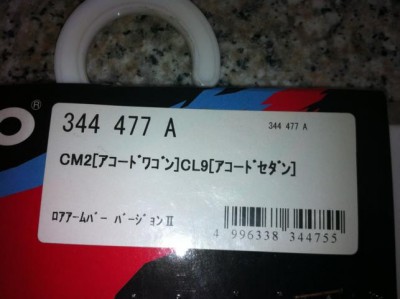 O®
344 477 A
344 477 A
CM2[ｱｺｰﾄﾞﾜｺﾞﾝ]CL9[ｱｺｰﾄﾞｾﾀﾞﾝ]
ﾛｱｱｰﾑﾊﾞｰ ﾊﾞｰｼﾞｮﾝⅡ
4 996338 344755